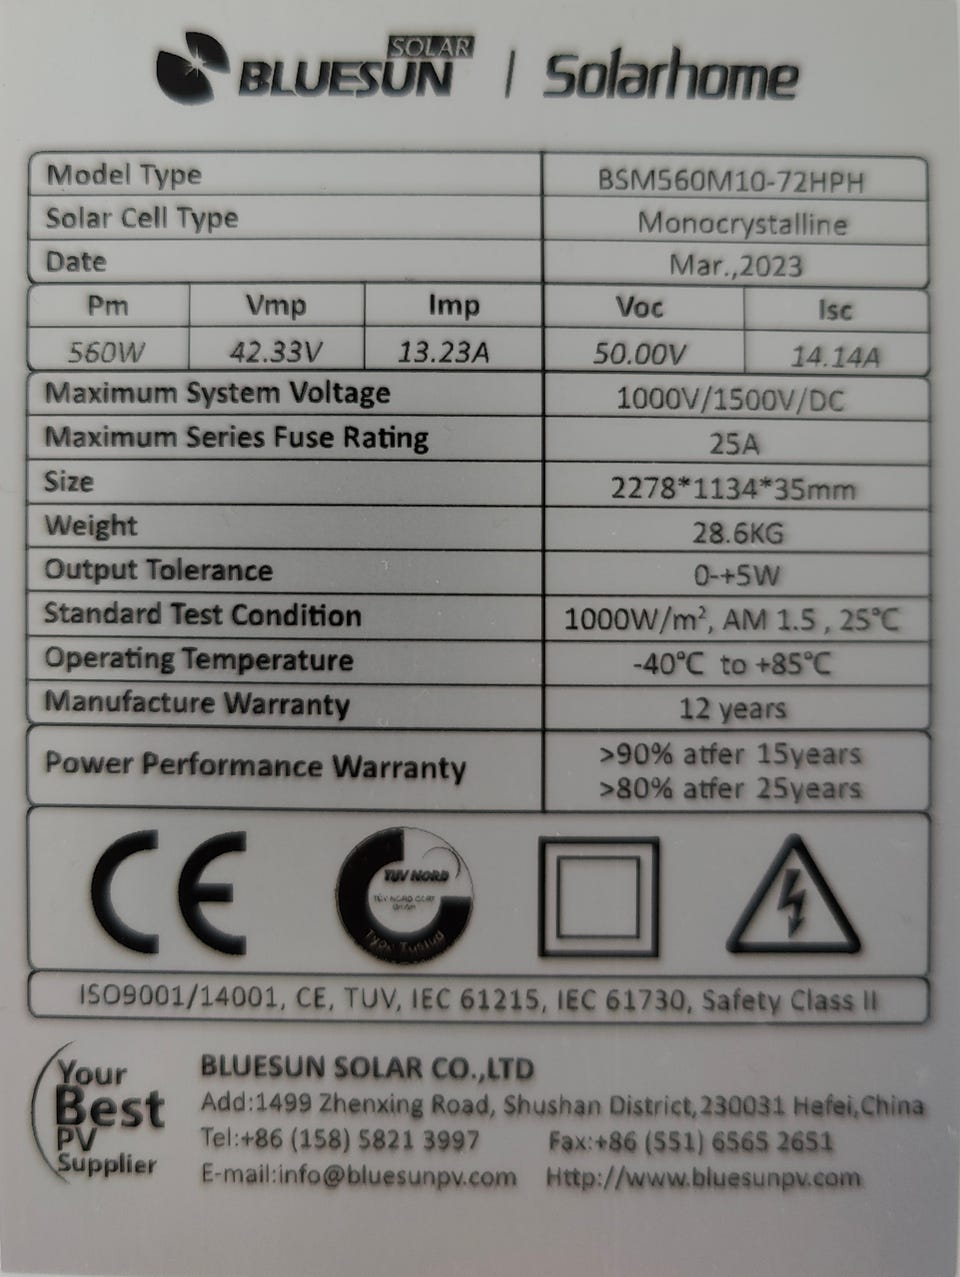 SOLAR
BLUESUN | Solarhome
Model Type BSM560M10-72HPH
Solar Cell Type Monocrystalline
Date Mar.,2023
Pm Vmp Imp Voc Isc
560W 42.33V 13.23A 50.00V 14.14A
Maximum System Voltage 1000V/1500V/DC
Maximum Series Fuse Rating 25A
Size 2278*1134*35mm
Weight 28.6KG
Output Tolerance 0-+5W
Standard Test Condition 1000W/m², AM 1.5 , 25℃
Operating Temperature -40℃ to +85℃
Manufacture Warranty 12 years
Power Performance Warranty >90% atfer 15years
>80% atfer 25years
CE
TUV NORD
TÜV NORD CERT
GmbH
ISO9001/14001, CE, TUV, IEC 61215, IEC 61730, Safety Class II
Your
Best
PV
Supplier
BLUESUN SOLAR CO.,LTD
Add:1499 Zhenxing Road, Shushan District,230031 Hefei,China
Tel:+86 (158) 5821 3997 Fax:+86 (551) 6565 2651
E-mail:info@bluesunpv.com Http://www.bluesunpv.com